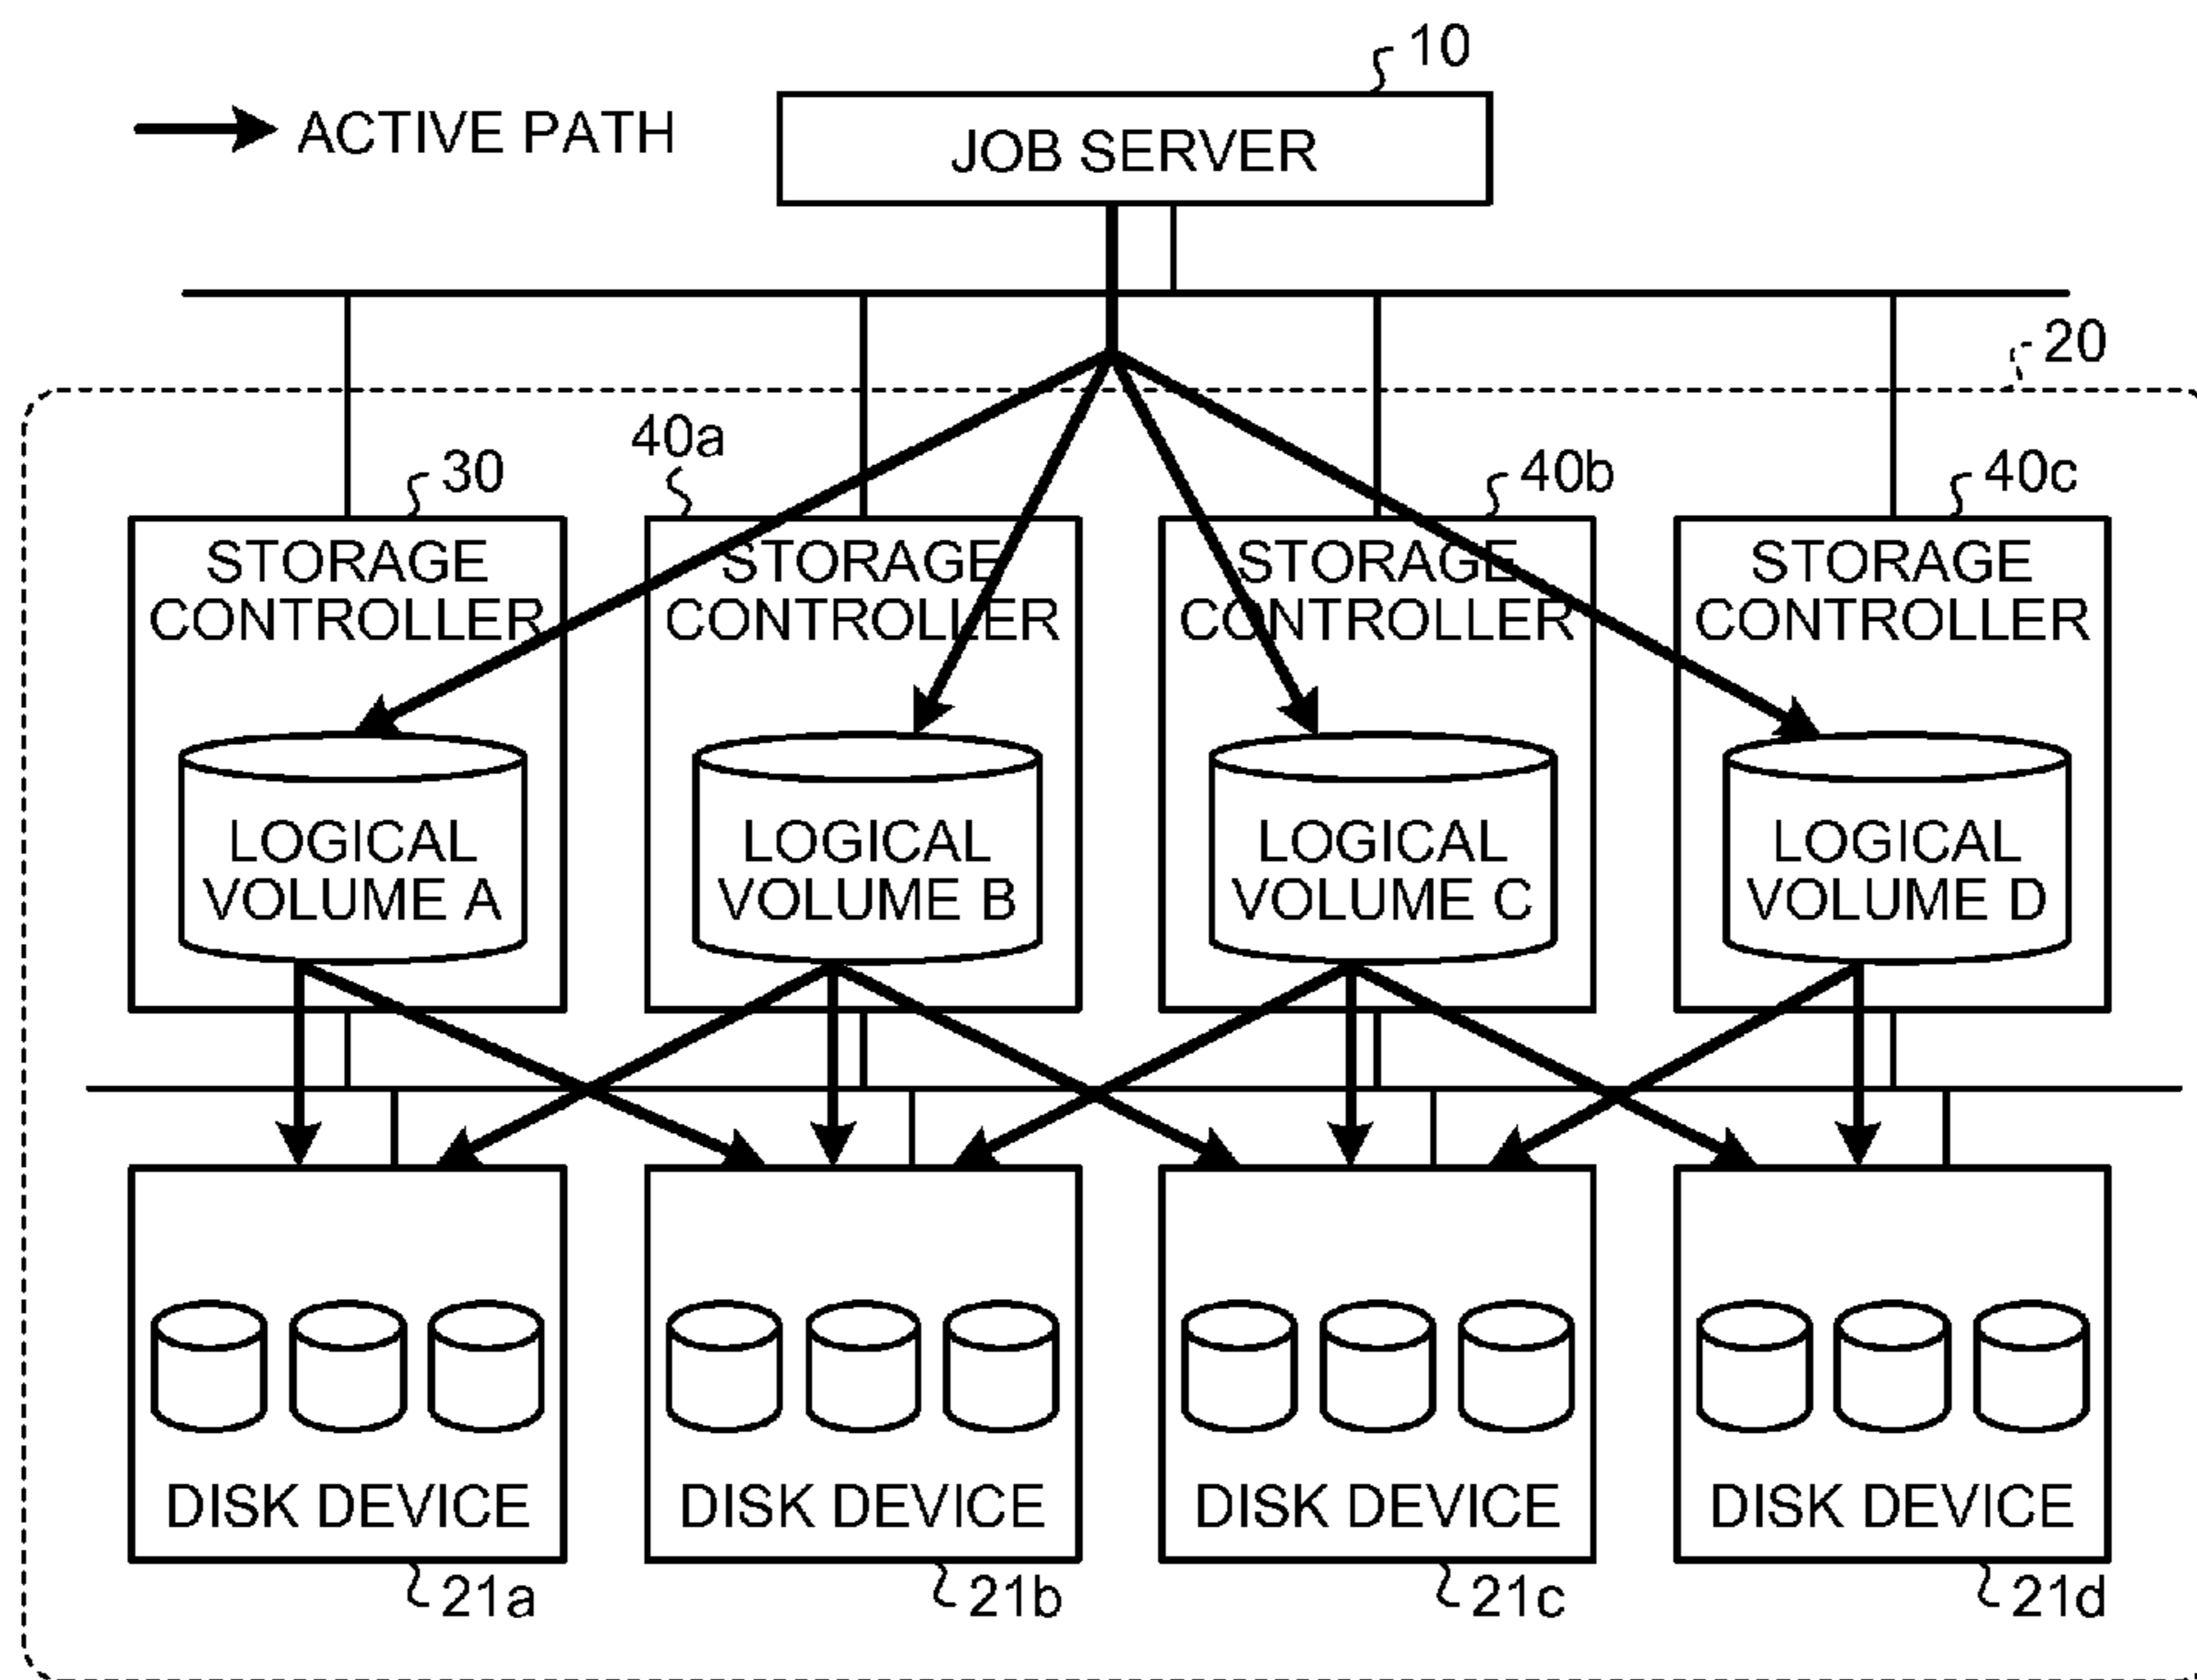 10
ACTIVE PATH
JOB SERVER
20
30
40a
40b
40c
STORAGE
CONTROLLER
STORAGE
CONTROLLER
STORAGE
CONTROLLER
STORAGE
CONTROLLER
LOGICAL
VOLUME A
LOGICAL
VOLUME B
LOGICAL
VOLUME C
LOGICAL
VOLUME D
DISK DEVICE
DISK DEVICE
DISK DEVICE
DISK DEVICE
21a
21b
21c
21d